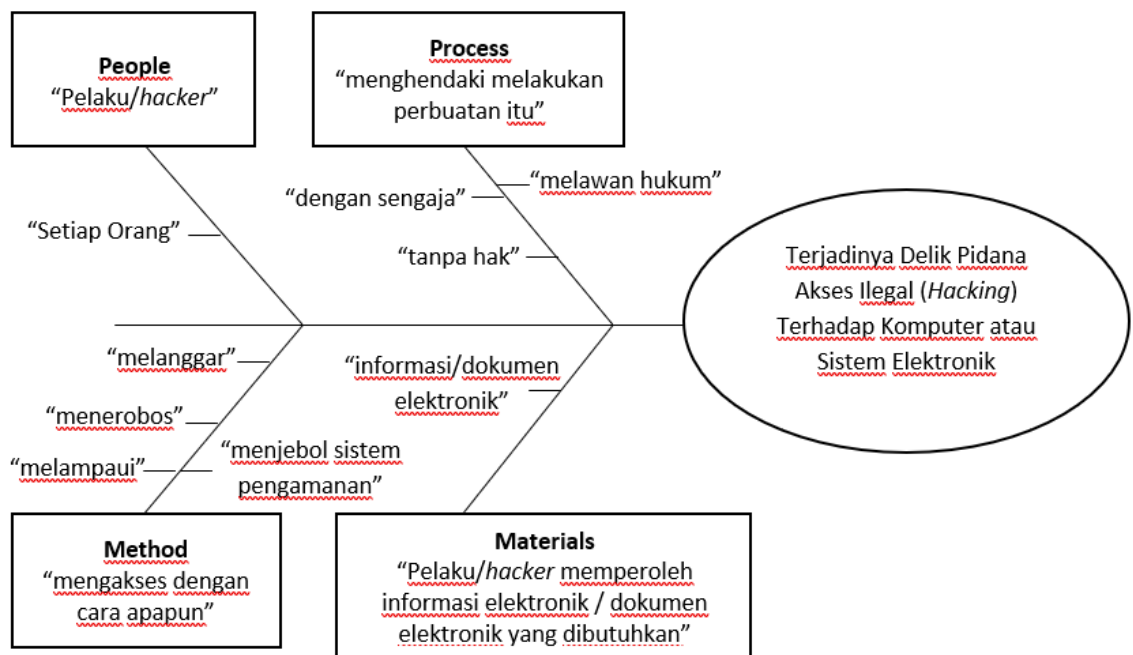 People
“Pelaku/hacker”
Process
“menghendaki melakukan
perbuatan itu”
“Setiap Orang”
“dengan sengaja”
“melawan hukum”
“tanpa hak”
Terjadinya Delik Pidana
Akses Ilegal (Hacking)
Terhadap Komputer atau
Sistem Elektronik
“melanggar”
“menerobos”
“melampaui”
“menjebol sistem
pengamanan”
“informasi/dokumen
elektronik”
Method
“mengakses dengan
cara apapun”
Materials
“Pelaku/hacker memperoleh
informasi elektronik / dokumen
elektronik yang dibutuhkan”